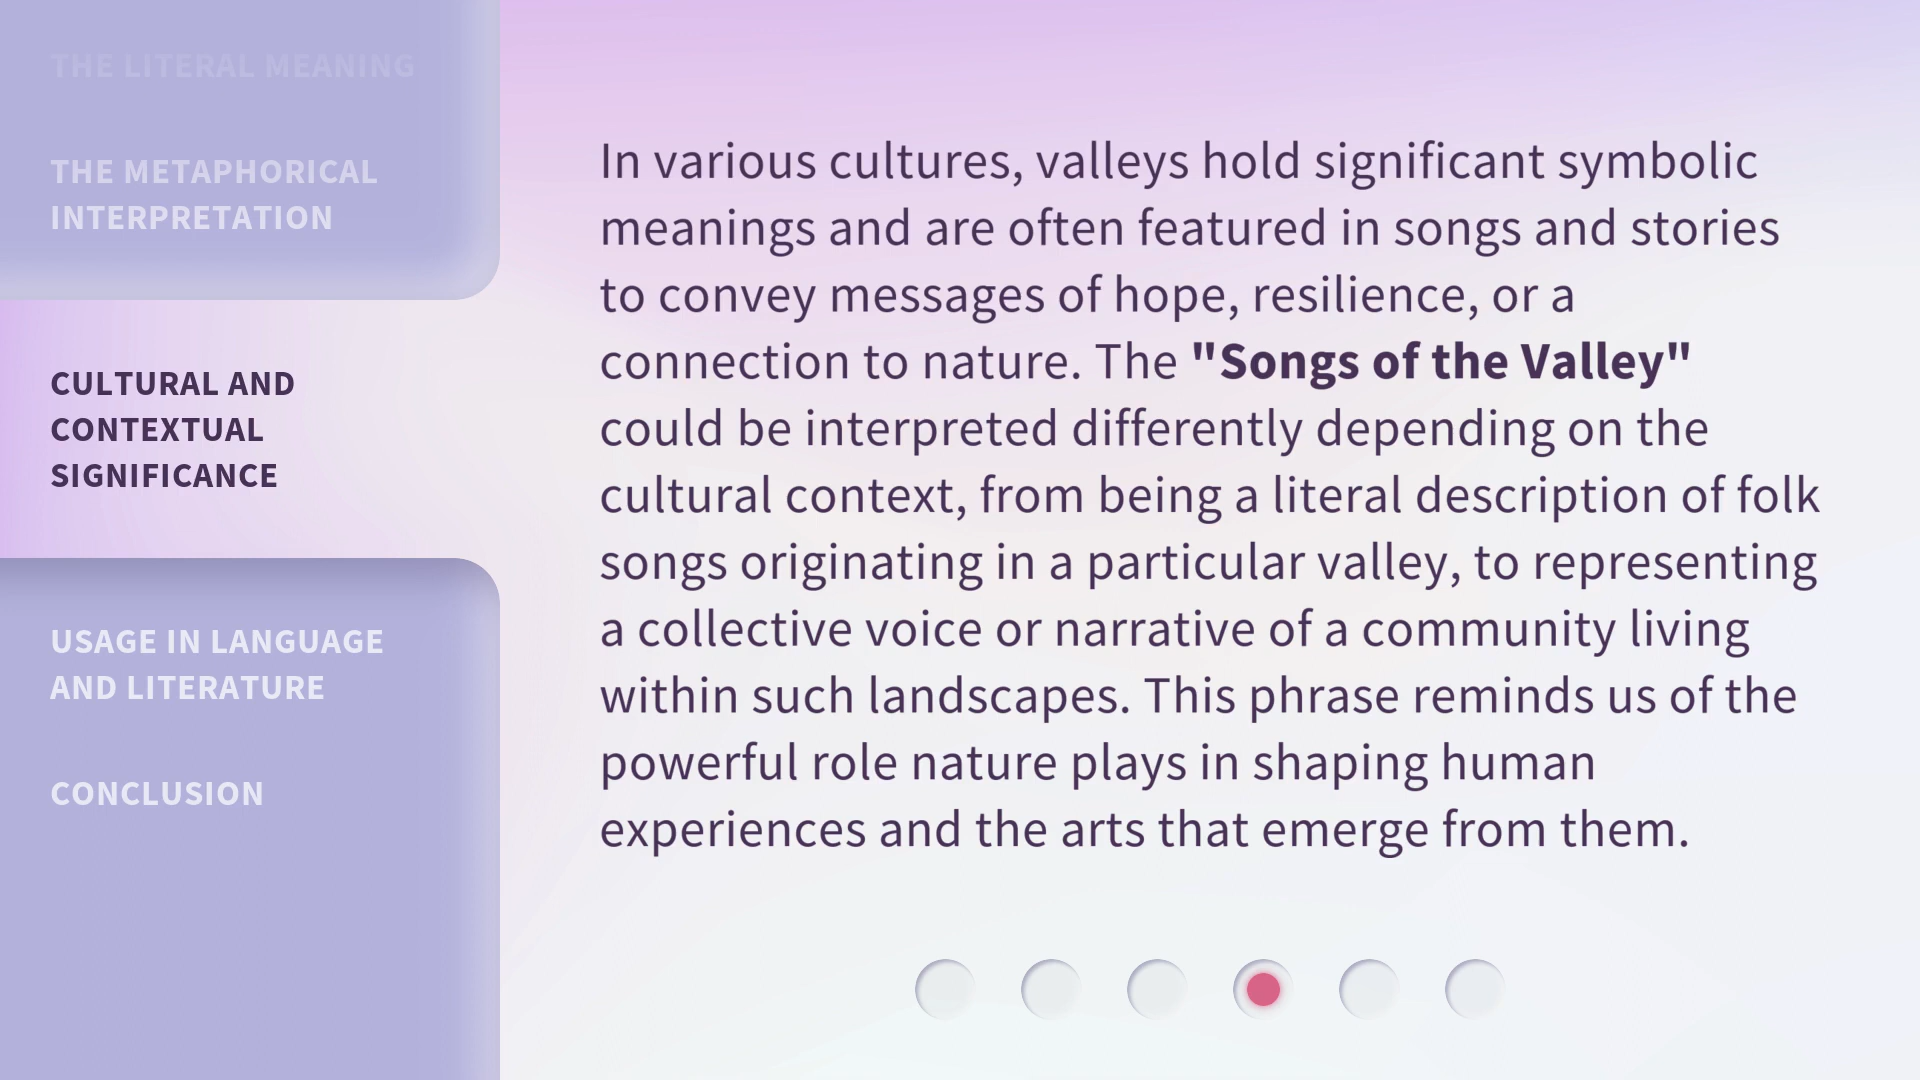 THE LITERAL MEANING
THE METAPHORICAL
INTERPRETATION
CULTURAL AND
CONTEXTUAL
SIGNIFICANCE
USAGE IN LANGUAGE
AND LITERATURE
CONCLUSION
In various cultures, valleys hold significant symbolic
meanings and are often featured in songs and stories
to convey messages of hope, resilience, or a
connection to nature. The "Songs of the Valley"
could be interpreted differently depending on the
cultural context, from being a literal description of folk
songs originating in a particular valley, to representing
a collective voice or narrative of a community living
within such landscapes. This phrase reminds us of the
powerful role nature plays in shaping human
experiences and the arts that emerge from them.